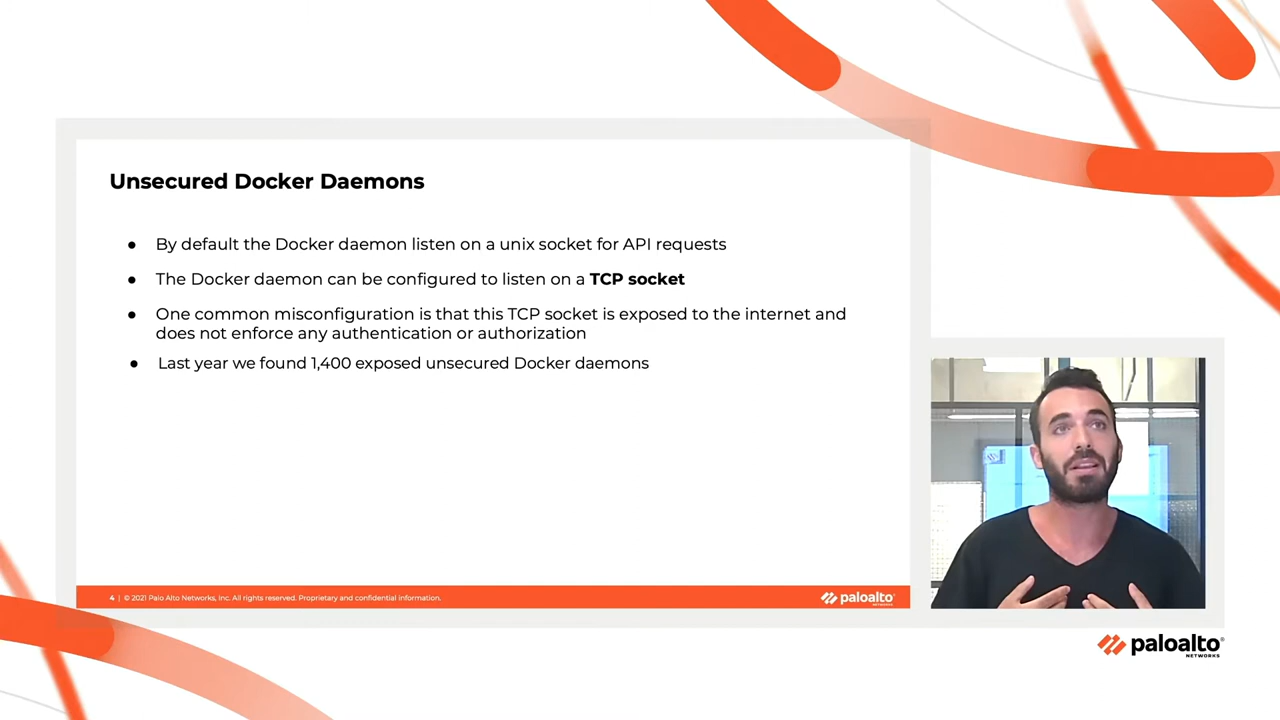 Unsecured Docker Daemons
● By default the Docker daemon listen on a unix socket for API requests
● The Docker daemon can be configured to listen on a TCP socket
● One common misconfiguration is that this TCP socket is exposed to the internet and
does not enforce any authentication or authorization
● Last year we found 1,400 exposed unsecured Docker daemons
4 | © 2021 Palo Alto Networks, Inc. All rights reserved. Proprietary and confidential information.
paloalto
NETWORKS
paloalto®
NETWORKS